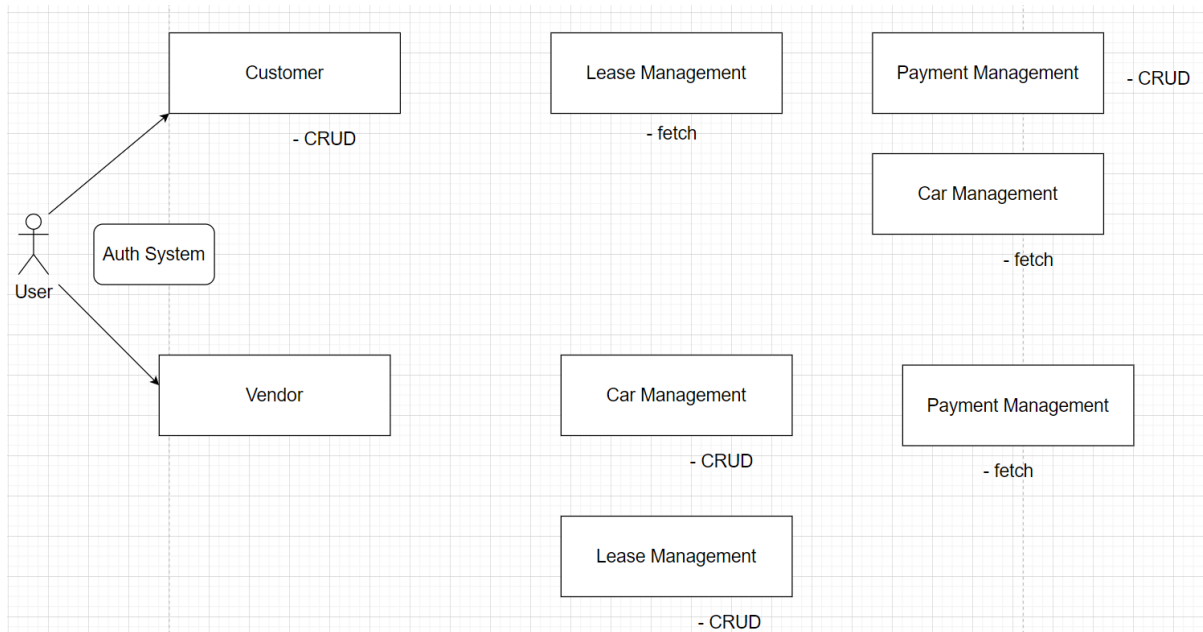 Customer
- CRUD
Lease Management
- fetch
Payment Management
- CRUD
Car Management
- fetch
User
Auth System
Vendor
Car Management
- CRUD
Payment Management
- fetch
Lease Management
- CRUD